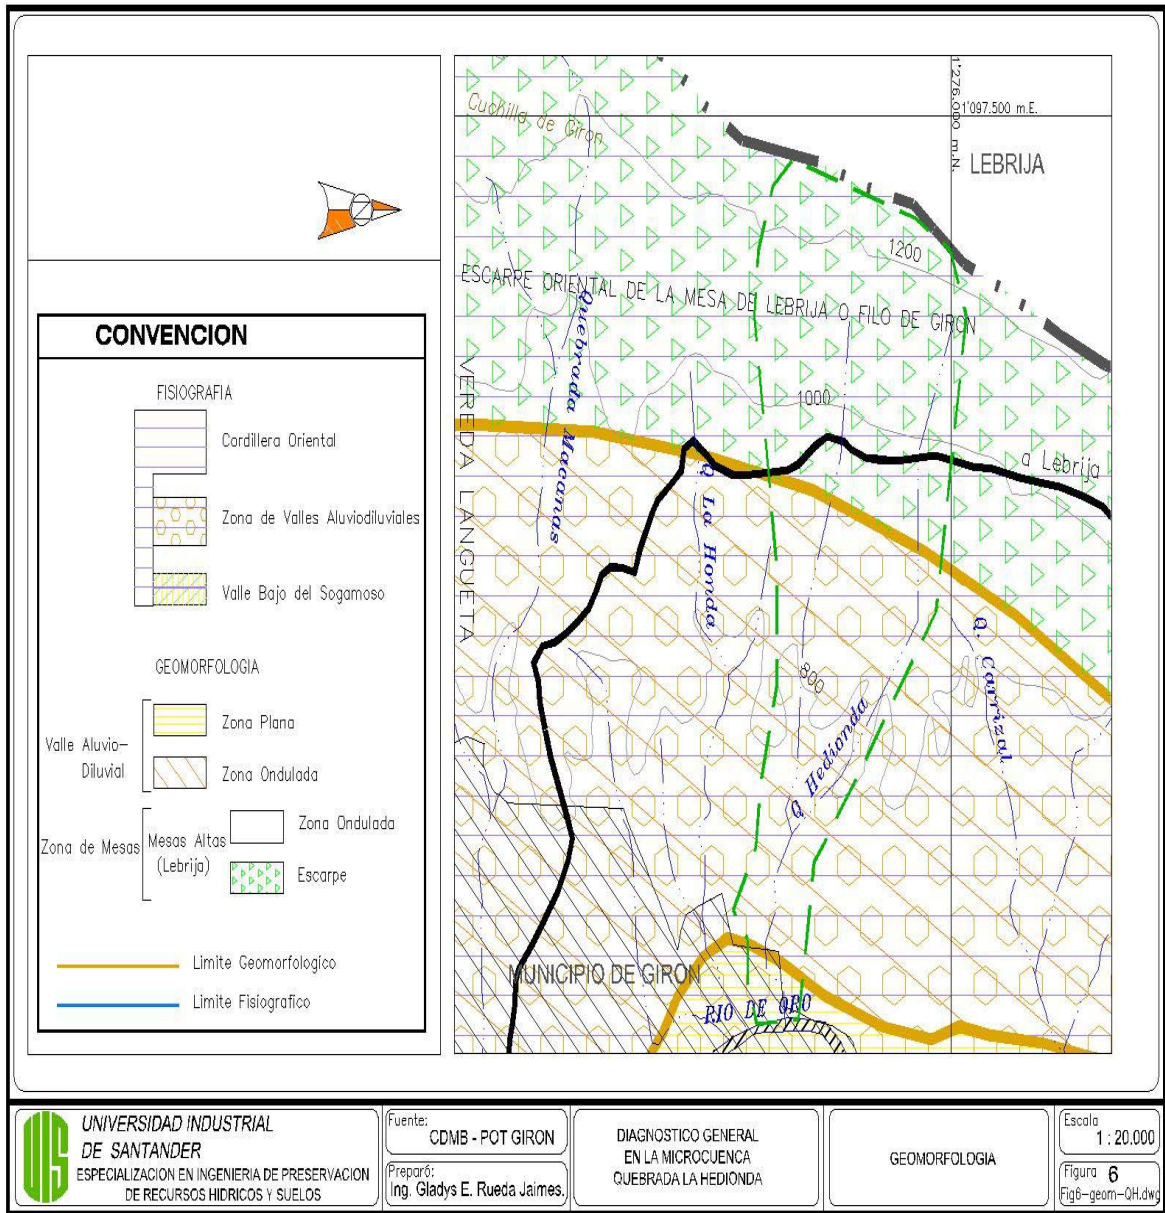 CONVENCION
FISIOGRAFIA
Cordillera Oriental
Zona de Valles Aluviodiluviales
Valle Bajo del Sogamoso
GEOMORFOLOGIA
Valle Aluvio-
Diluvial
Zona Plana
Zona Ondulada
Zona de Mesas
Mesas Altas
(Lebrija)
Zona Ondulada
Escarpe
Limite Geomorfologico
Limite Fisiografico
Cuchilla de Giron
1'276.000 m.N.
1'097.500 m.E.
LEBRIJA
1200
ESCARPE ORIENTAL DE LA MESA DE LEBRIJA O FILO DE GIRON
Quebrada Macanas
VEREDA LANGUETA
1000
a Lebrija
Q La Honda
800
Q Hedionda
Q. Carrizal
MUNICIPIO DE GIRON
RIO DE ORO
UIS
UNIVERSIDAD INDUSTRIAL
DE SANTANDER
ESPECIALIZACION EN INGENIERIA DE PRESERVACION
DE RECURSOS HIDRICOS Y SUELOS
Fuente:
CDMB - POT GIRON
Preparó:
Ing. Gladys E. Rueda Jaimes.
DIAGNOSTICO GENERAL
EN LA MICROCUENCA
QUEBRADA LA HEDIONDA
GEOMORFOLOGIA
Escala
1 : 20.000
Figura 6
Fig6-geom-QH.dwg